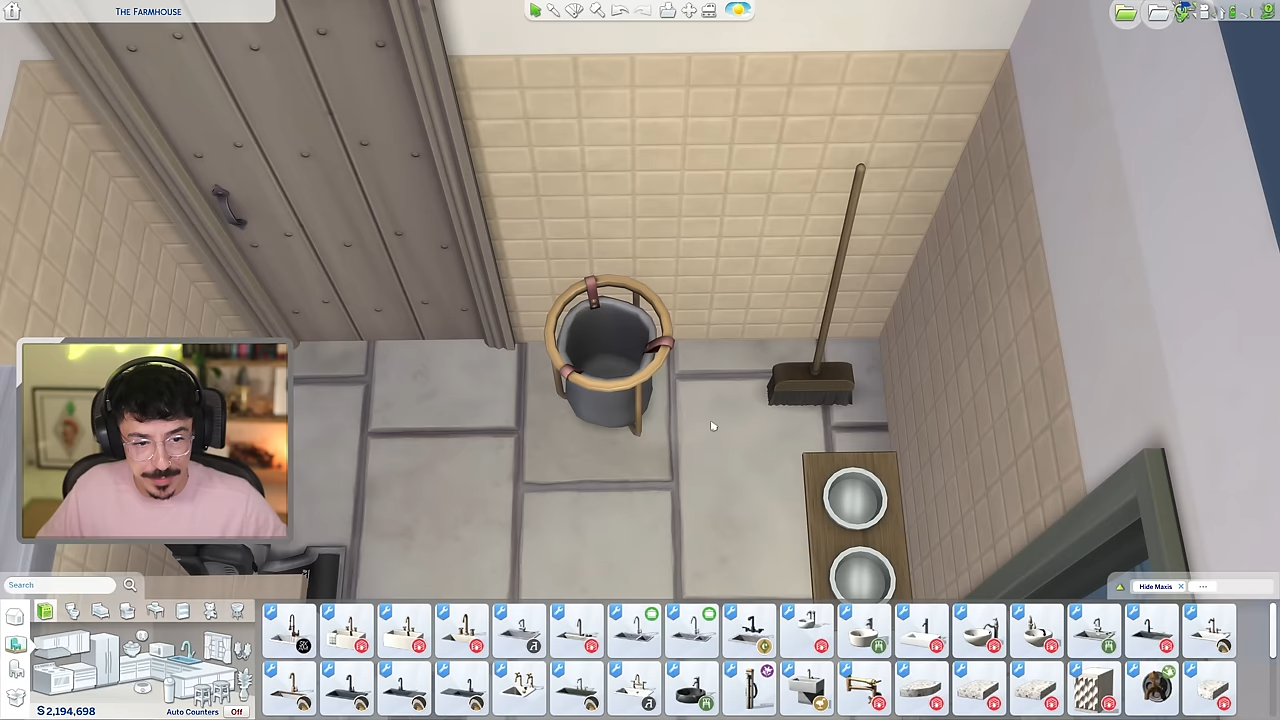 THE FARMHOUSE
Search
Hide Maxis
$2,194,698
Auto Counters
Off